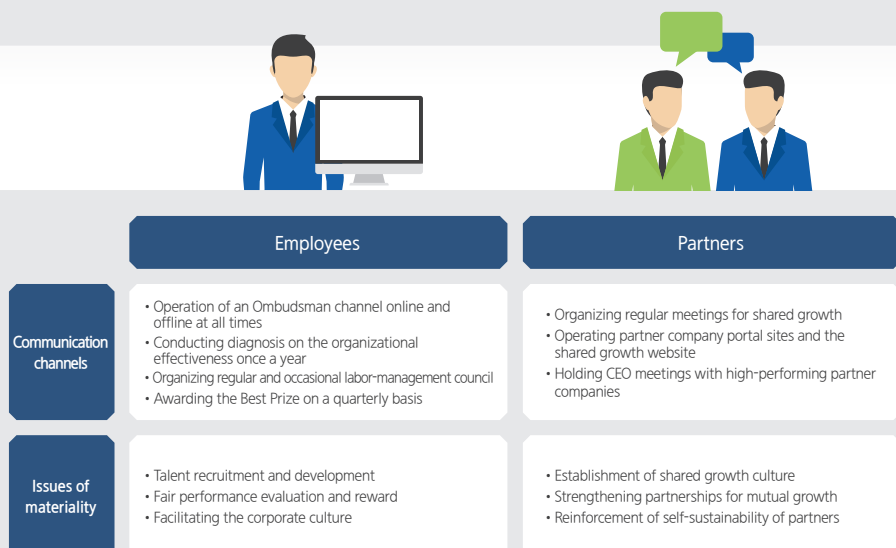 Employees
Partners
Communication
channels
• Operation of an Ombudsman channel online and
offline at all times
• Conducting diagnosis on the organizational
effectiveness once a year
• Organizing regular and occasional labor-management council
• Awarding the Best Prize on a quarterly basis
• Organizing regular meetings for shared growth
• Operating partner company portal sites and the
shared growth website
• Holding CEO meetings with high-performing partner
companies
Issues of
materiality
• Talent recruitment and development
• Fair performance evaluation and reward
• Facilitating the corporate culture
• Establishment of shared growth culture
• Strengthening partnerships for mutual growth
• Reinforcement of self-sustainability of partners